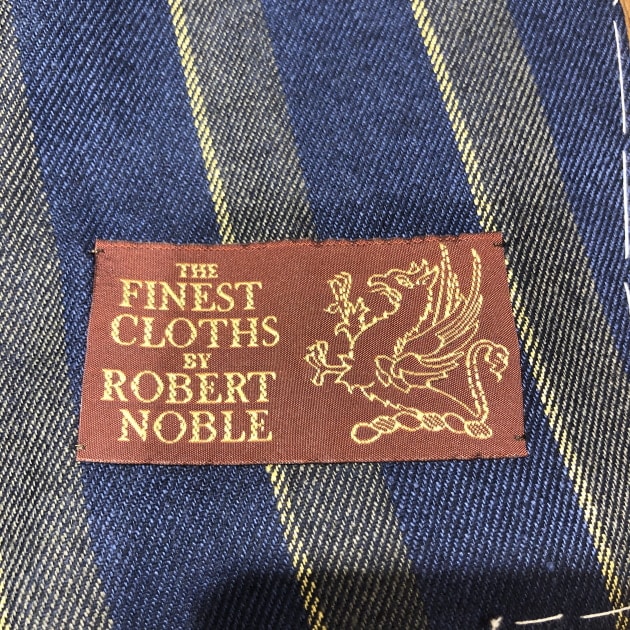 THE
FINEST
CLOTHS
BY
ROBERT
NOBLE